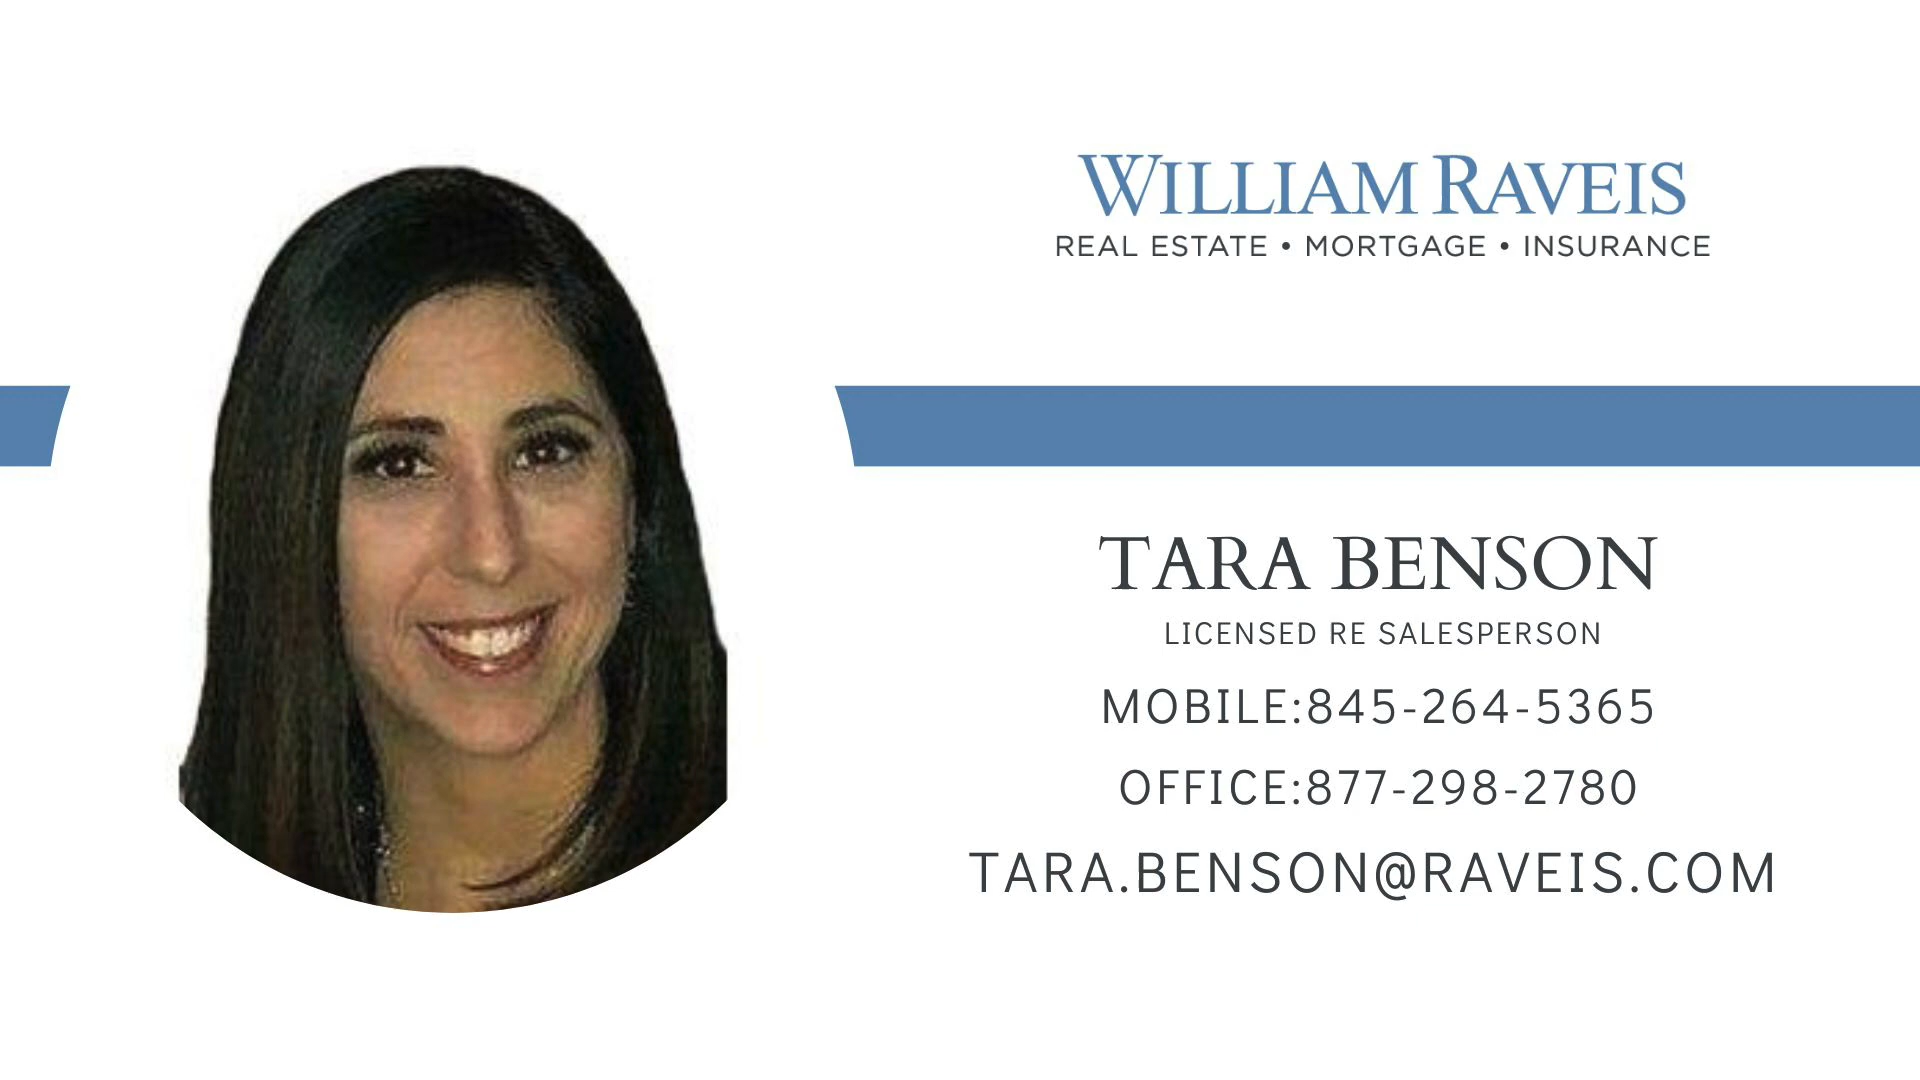 WILLIAM RAVEIS
REAL ESTATE • MORTGAGE • INSURANCE
TARA BENSON
LICENSED RE SALESPERSON
MOBILE:845-264-5365
OFFICE:877-298-2780
TARA.BENSON@RAVEIS.COM